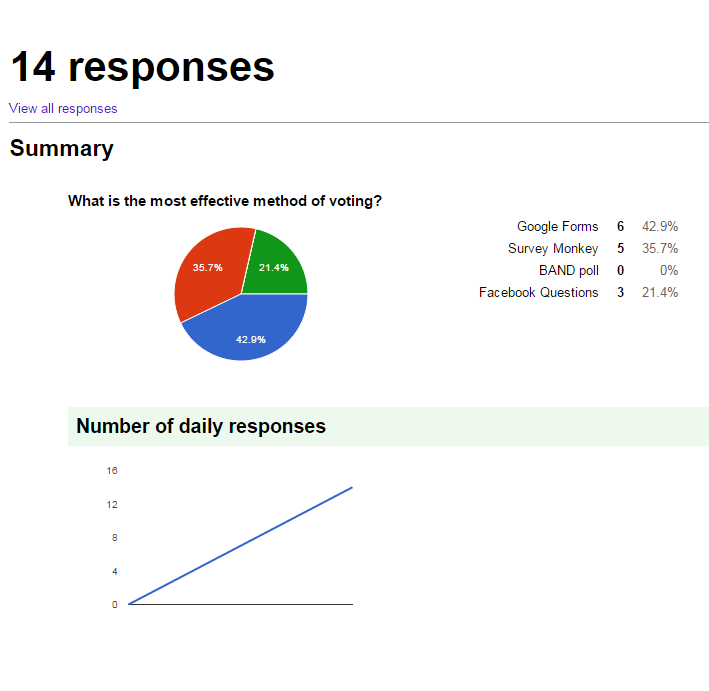 14 responses
View all responses
Summary
What is the most effective method of voting?
35.7%
21.4%
42.9%
Google Forms 6 42.9%
Survey Monkey 5 35.7%
BAND poll 0 0%
Facebook Questions 3 21.4%
Number of daily responses
16
12
8
4
0